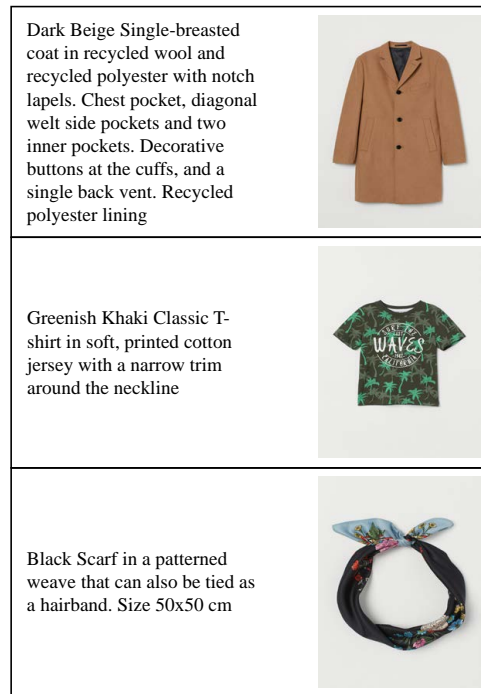 Dark Beige Single-breasted
coat in recycled wool and
recycled polyester with notch
lapels. Chest pocket, diagonal
welt side pockets and two
inner pockets. Decorative
buttons at the cuffs, and a
single back vent. Recycled
polyester lining
Greenish Khaki Classic T-
shirt in soft, printed cotton
jersey with a narrow trim
around the neckline
WAVES
CALIFORNIA
Black Scarf in a patterned
weave that can also be tied as
a hairband. Size 50x50 cm